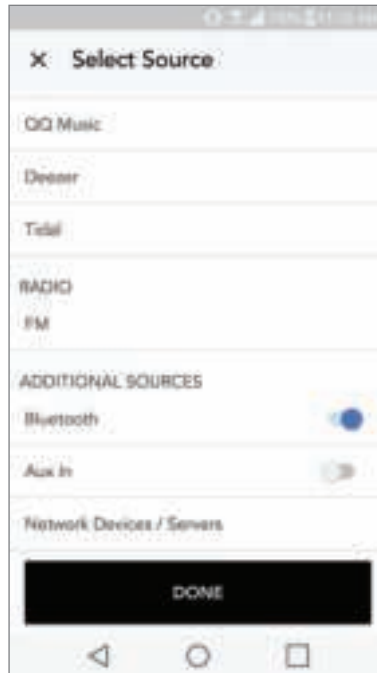 × Select Source
QQ Music
Deezer
Tidal
RADIO
FM
ADDITIONAL SOURCES
Bluetooth
Aux In
Network Devices / Servers
DONE